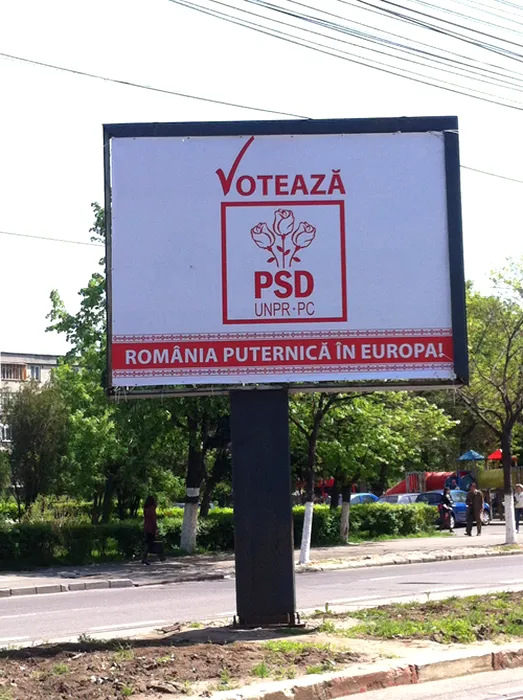 VOTEAZĂ
PSD
UNPR·PC
ROMÂNIA PUTERNICĂ ÎN EUROPA!